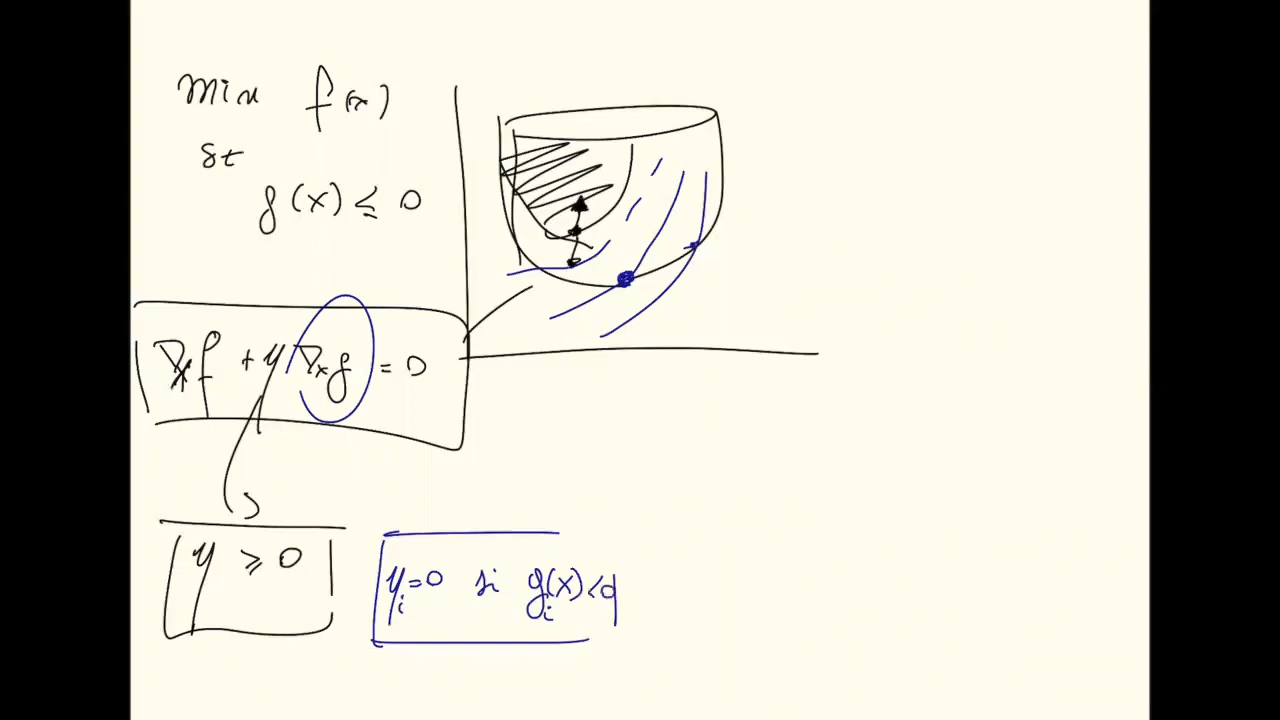 min f(x)
st
g(x) ≤ 0
∇ₓf + y ∇ₓg = 0
y ≥ 0
yᵢ=0 si gᵢ(x)<0